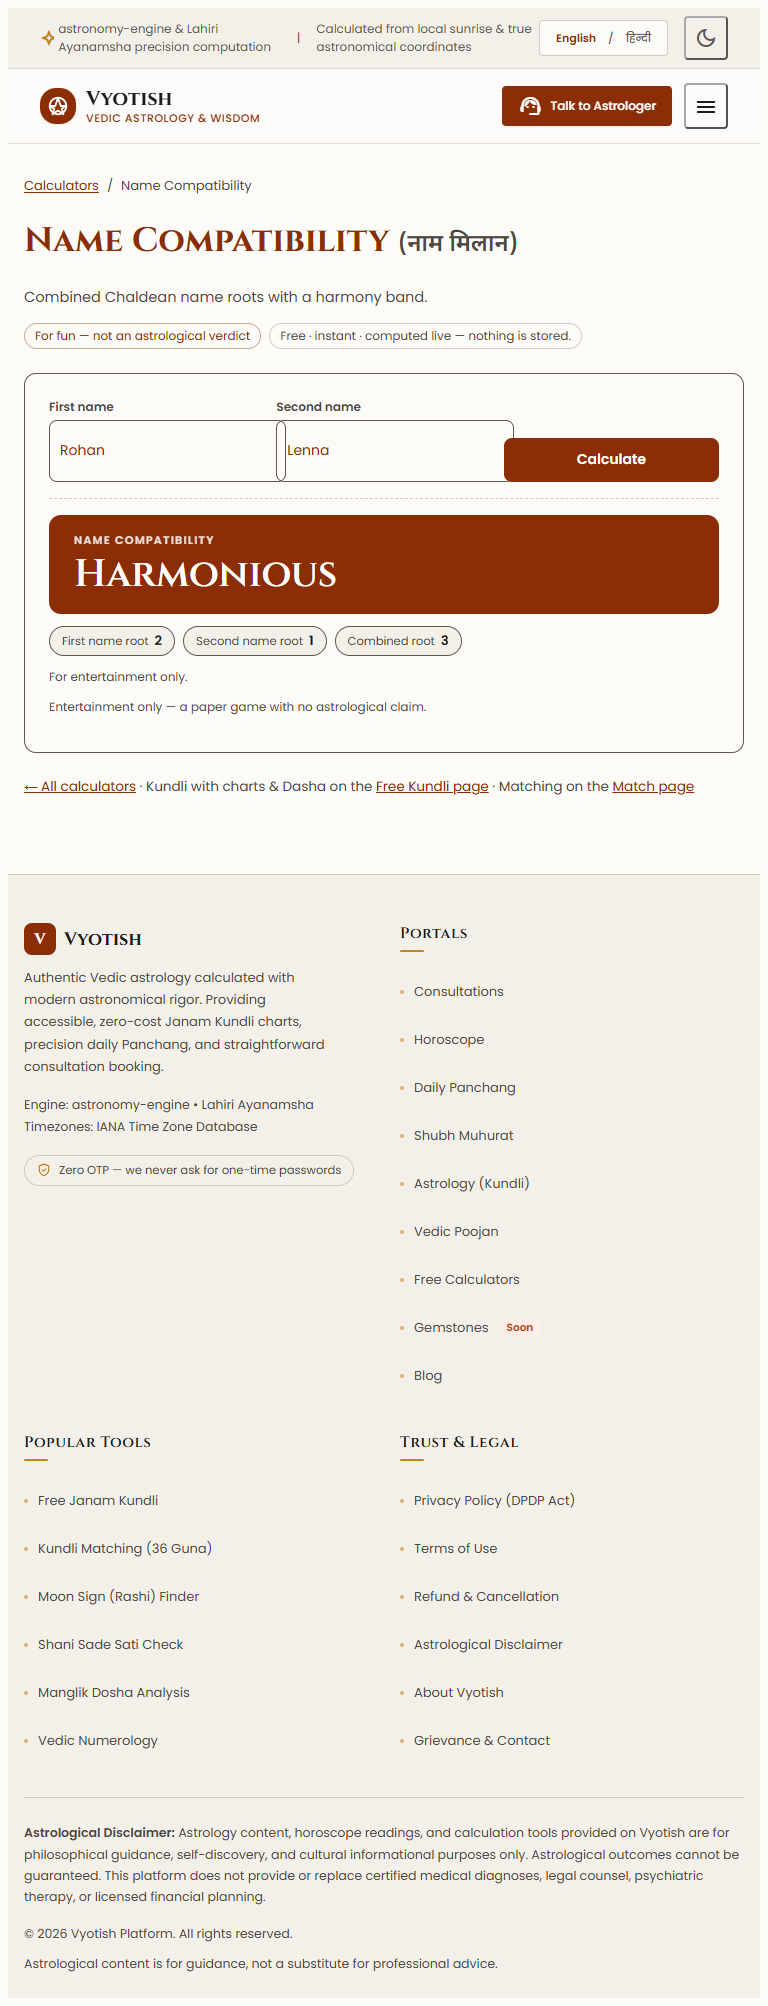 astronomy-engine & Lahiri
Ayanamsha precision computation
|
Calculated from local sunrise & true
astronomical coordinates
English / हिन्दी
Vyotish
VEDIC ASTROLOGY & WISDOM
Talk to Astrologer
Calculators / Name Compatibility
Name Compatibility (नाम मिलान)
Combined Chaldean name roots with a harmony band.
For fun — not an astrological verdict
Free · instant · computed live — nothing is stored.
First name
Second name
Rohan
Lenna
Calculate
NAME COMPATIBILITY
Harmonious
First name root 2
Second name root 1
Combined root 3
For entertainment only.
Entertainment only — a paper game with no astrological claim.
← All calculators · Kundli with charts & Dasha on the Free Kundli page · Matching on the Match page
V Vyotish
Authentic Vedic astrology calculated with
modern astronomical rigor. Providing
accessible, zero-cost Janam Kundli charts,
precision daily Panchang, and straightforward
consultation booking.
Engine: astronomy-engine • Lahiri Ayanamsha
Timezones: IANA Time Zone Database
Zero OTP — we never ask for one-time passwords
Portals
Consultations
Horoscope
Daily Panchang
Shubh Muhurat
Astrology (Kundli)
Vedic Poojan
Free Calculators
Gemstones Soon
Blog
Popular Tools
Free Janam Kundli
Kundli Matching (36 Guna)
Moon Sign (Rashi) Finder
Shani Sade Sati Check
Manglik Dosha Analysis
Vedic Numerology
Trust & Legal
Privacy Policy (DPDP Act)
Terms of Use
Refund & Cancellation
Astrological Disclaimer
About Vyotish
Grievance & Contact
Astrological Disclaimer: Astrology content, horoscope readings, and calculation tools provided on Vyotish are for
philosophical guidance, self-discovery, and cultural informational purposes only. Astrological outcomes cannot be
guaranteed. This platform does not provide or replace certified medical diagnoses, legal counsel, psychiatric
therapy, or licensed financial planning.
© 2026 Vyotish Platform. All rights reserved.
Astrological content is for guidance, not a substitute for professional advice.